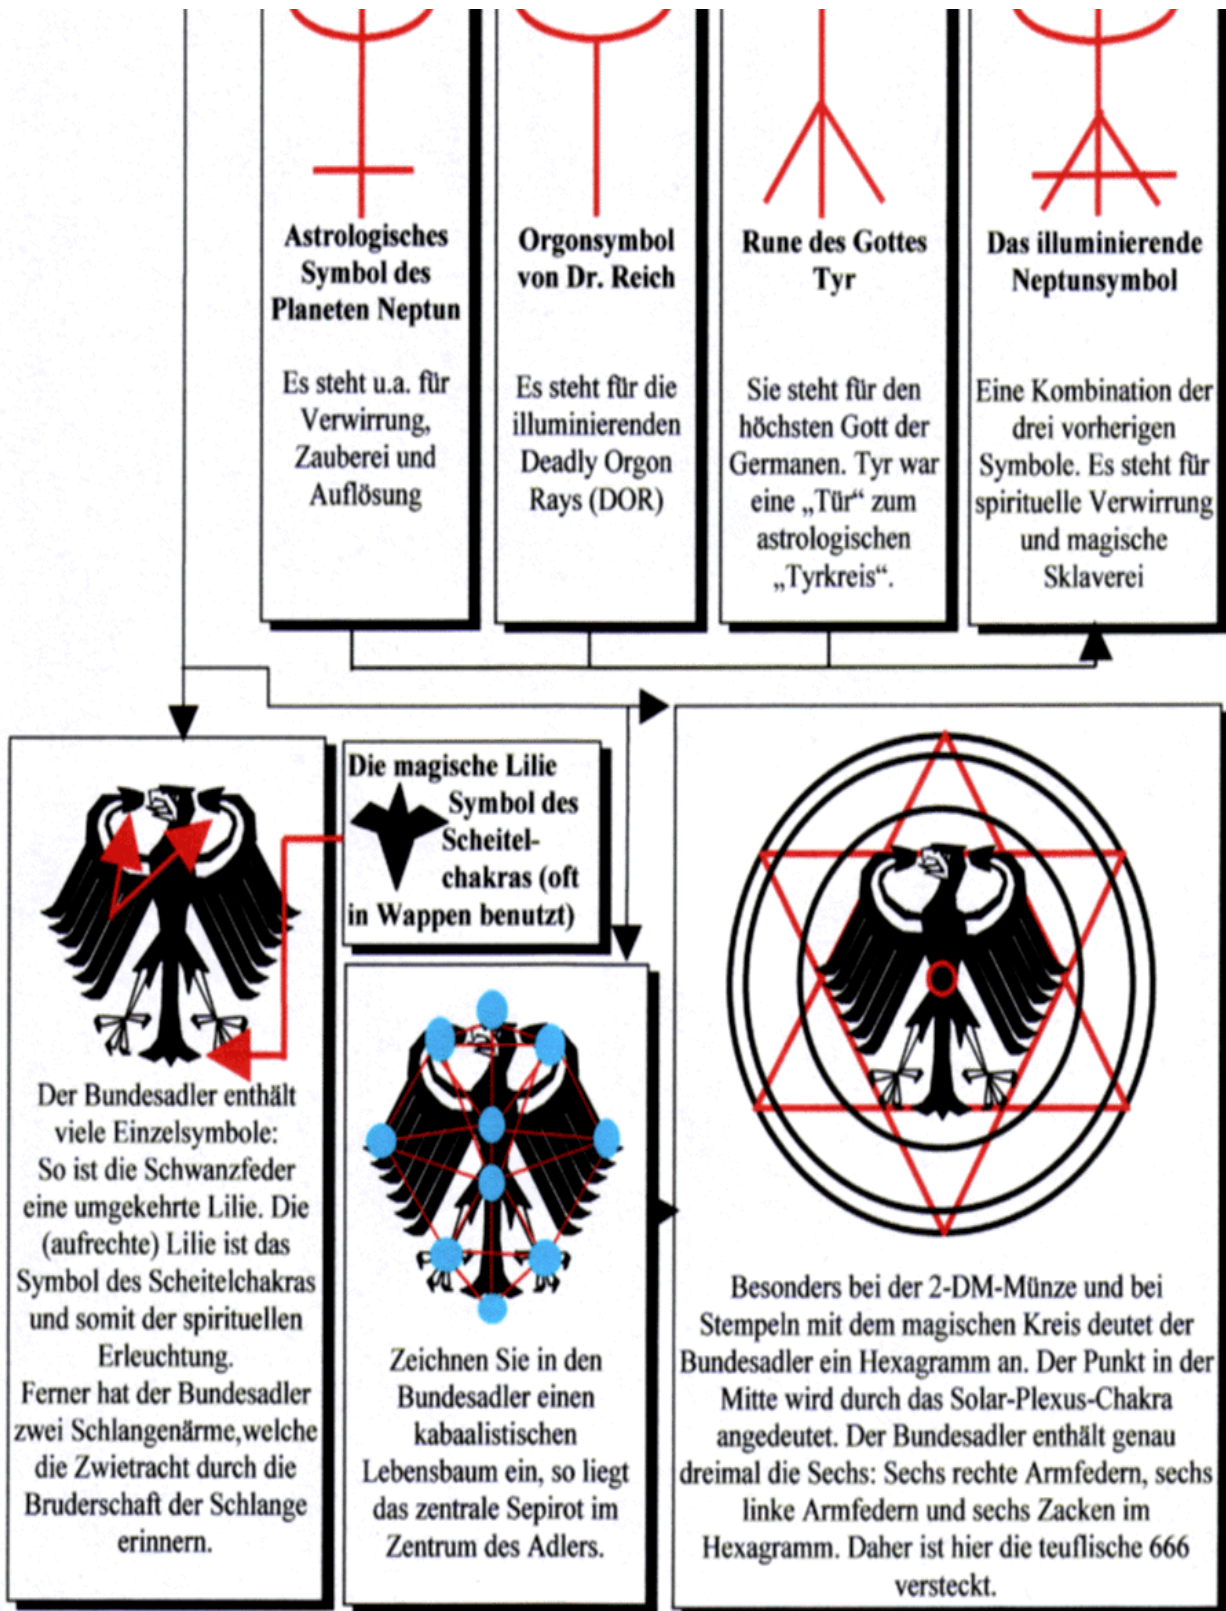 Astrologisches
Symbol des
Planeten Neptun
Es steht u.a. für
Verwirrung,
Zauberei und
Auflösung
Orgonsymbol
von Dr. Reich
Es steht für die
illuminierenden
Deadly Orgon
Rays (DOR)
Rune des Gottes
Tyr
Sie steht für den
höchsten Gott der
Germanen. Tyr war
eine „Tür“ zum
astrologischen
„Tyrkreis“.
Das illuminierende
Neptunsymbol
Eine Kombination der
drei vorherigen
Symbole. Es steht für
spirituelle Verwirrung
und magische
Sklaverei
Der Bundesadler enthält
viele Einzelsymbole:
So ist die Schwanzfeder
eine umgekehrte Lilie. Die
(aufrechte) Lilie ist das
Symbol des Scheitelchakras
und somit der spirituellen
Erleuchtung.
Ferner hat der Bundesadler
zwei Schlangenärme,welche
die Zwietracht durch die
Bruderschaft der Schlange
erinnern.
Die magische Lilie
Symbol des
Scheitel-
chakras (oft
in Wappen benutzt)
Zeichnen Sie in den
Bundesadler einen
kabaalistischen
Lebensbaum ein, so liegt
das zentrale Sepirot im
Zentrum des Adlers.
Besonders bei der 2-DM-Münze und bei
Stempeln mit dem magischen Kreis deutet der
Bundesadler ein Hexagramm an. Der Punkt in der
Mitte wird durch das Solar-Plexus-Chakra
angedeutet. Der Bundesadler enthält genau
dreimal die Sechs: Sechs rechte Armfedern, sechs
linke Armfedern und sechs Zacken im
Hexagramm. Daher ist hier die teuflische 666
versteckt.